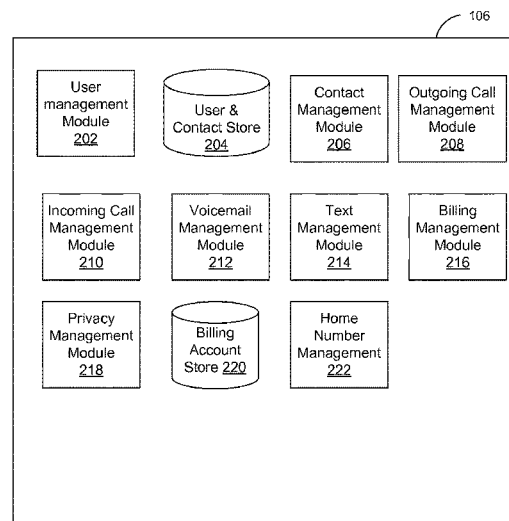 106
User
management
Module
202
User &
Contact Store
204
Contact
Management
Module
206
Outgoing Call
Management
Module
208
Incoming Call
Management
Module
210
Voicemail
Management
Module
212
Text
Management
Module
214
Billing
Management
Module
216
Privacy
Management
Module
218
Billing
Account
Store 220
Home
Number
Management
222